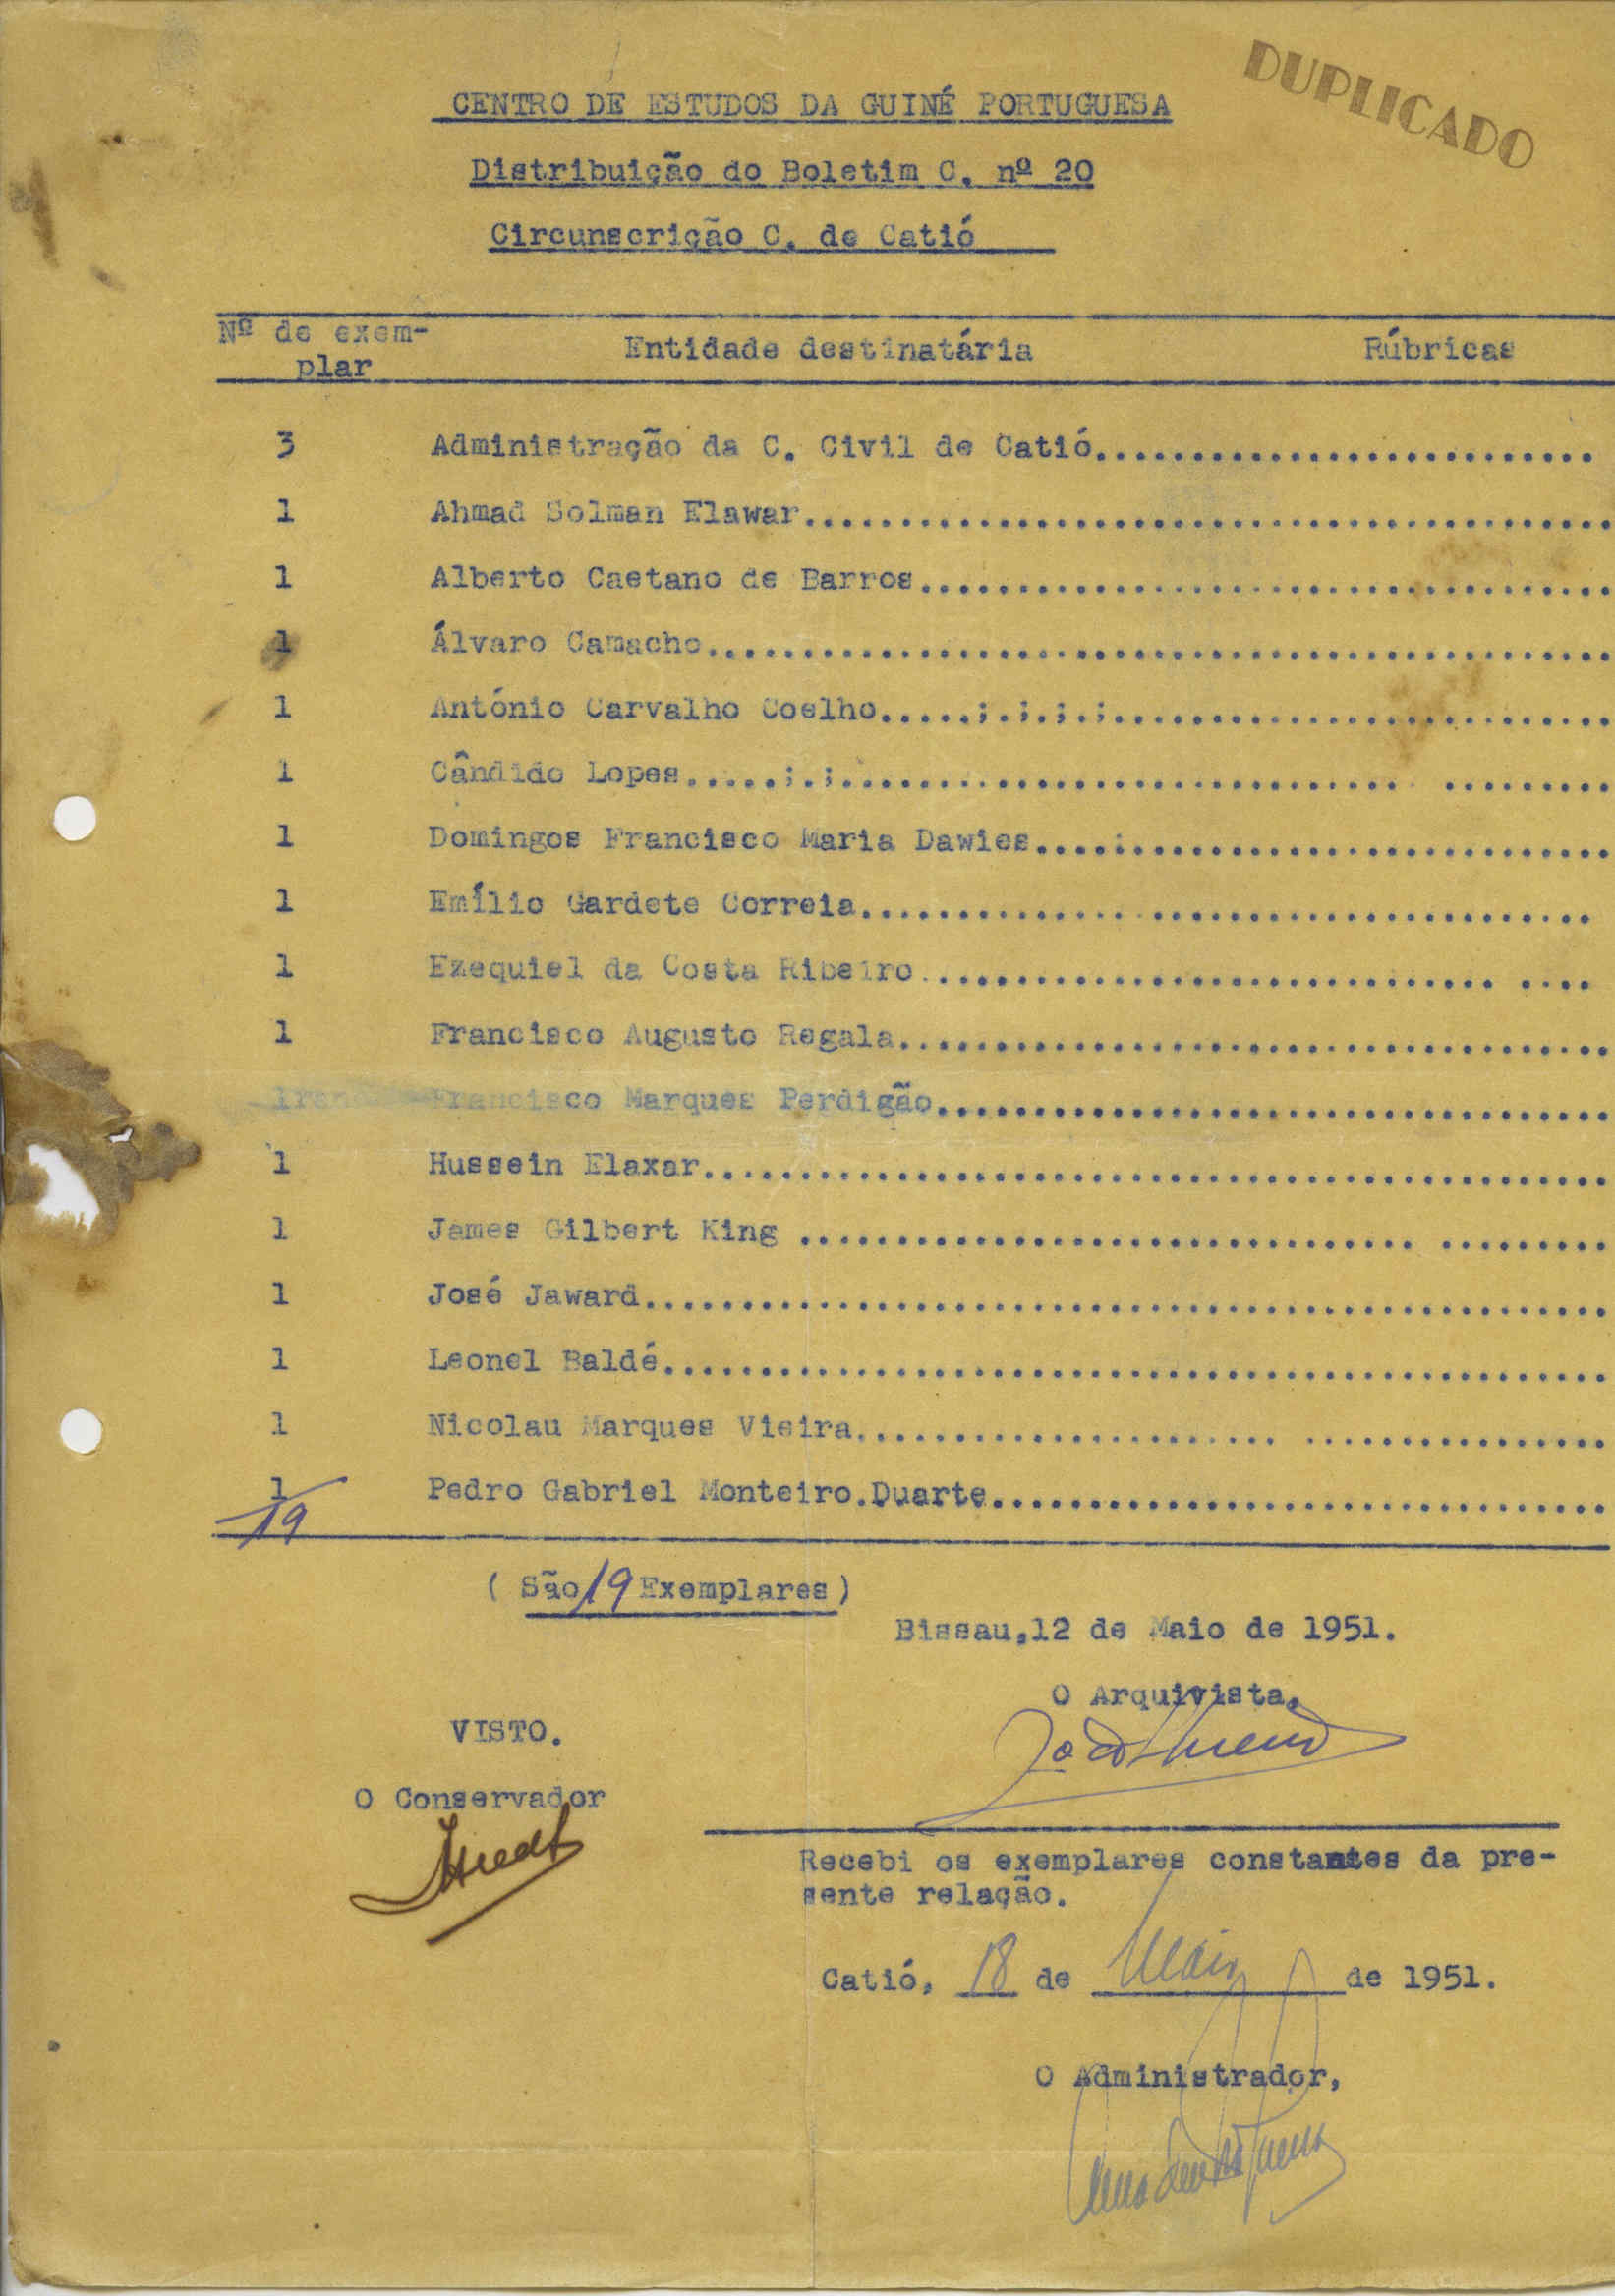 DUPLICADO
CENTRO DE ESTUDOS DA GUINÉ PORTUGUESA
Distribuição do Boletim C. nº 20
Circunscrição C. de Catió
Nº de exem-
plar
Entidade destinatária
Rúbricas
3 Administração da C. Civil de Catió..........................
1 Ahmad Solman Elawar..........................................
1 Alberto Caetano de Barros....................................
1 Álvaro Camacho...............................................
1 António Carvalho Coelho.....;.;.;.;..........................
1 Cândido Lopes.....;.;............................. .........
1 Domingos Francisco Maria Dawies....:.........................
1 Emílio Gardete Correia............... .......................
1 Ezequiel da Costa Ribeiro.............................. ....
1 Francisco Augusto Regala.....................................
Francisco Marques Perdigão...................................
1 Hussein Elaxar...............................................
1 James Gilbert King ................................ .........
1 José Jaward..................................................
1 Leonel Baldé.................................................
1 Nicolau Marques Vieira...................... ................
1 Pedro Gabriel Monteiro.Duarte................................
19
( São 19 Exemplares)
Bissau,12 de Maio de 1951.
O Arquivista,
VISTO.
O Conservador
Recebi os exemplares constantes da pre-
sente relação.
Catió, 18 de Maio de 1951.
O Administrador,